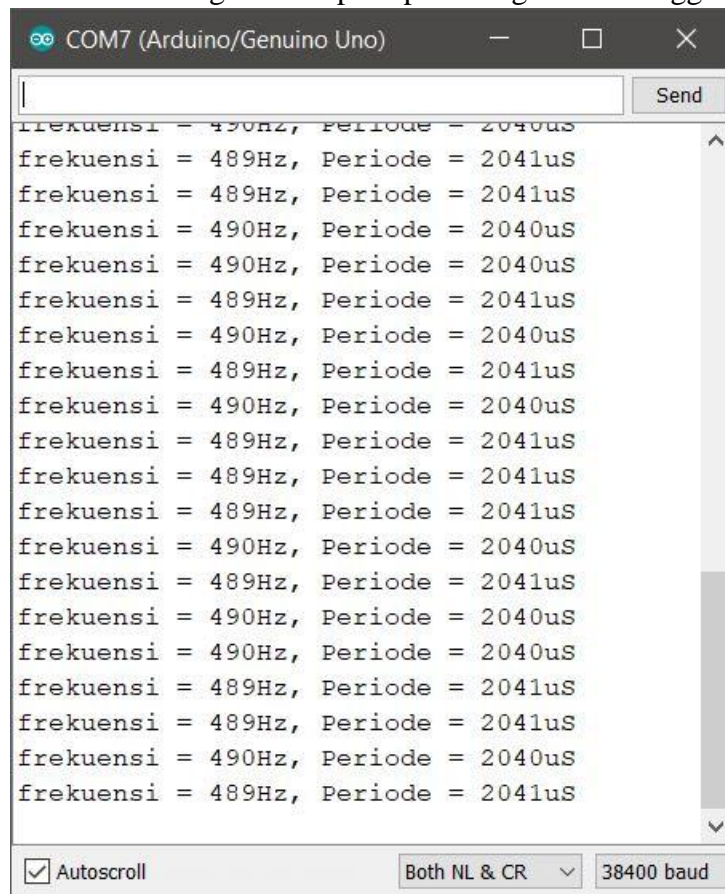 COM7 (Arduino/Genuino Uno)
Send
frekuensi = 490Hz, Periode = 2040uS
frekuensi = 489Hz, Periode = 2041uS
frekuensi = 489Hz, Periode = 2041uS
frekuensi = 490Hz, Periode = 2040uS
frekuensi = 490Hz, Periode = 2040uS
frekuensi = 489Hz, Periode = 2041uS
frekuensi = 490Hz, Periode = 2040uS
frekuensi = 489Hz, Periode = 2041uS
frekuensi = 490Hz, Periode = 2040uS
frekuensi = 489Hz, Periode = 2041uS
frekuensi = 489Hz, Periode = 2041uS
frekuensi = 489Hz, Periode = 2041uS
frekuensi = 490Hz, Periode = 2040uS
frekuensi = 489Hz, Periode = 2041uS
frekuensi = 490Hz, Periode = 2040uS
frekuensi = 490Hz, Periode = 2040uS
frekuensi = 489Hz, Periode = 2041uS
frekuensi = 489Hz, Periode = 2041uS
frekuensi = 490Hz, Periode = 2040uS
frekuensi = 489Hz, Periode = 2041uS
Autoscroll Both NL & CR 38400 baud